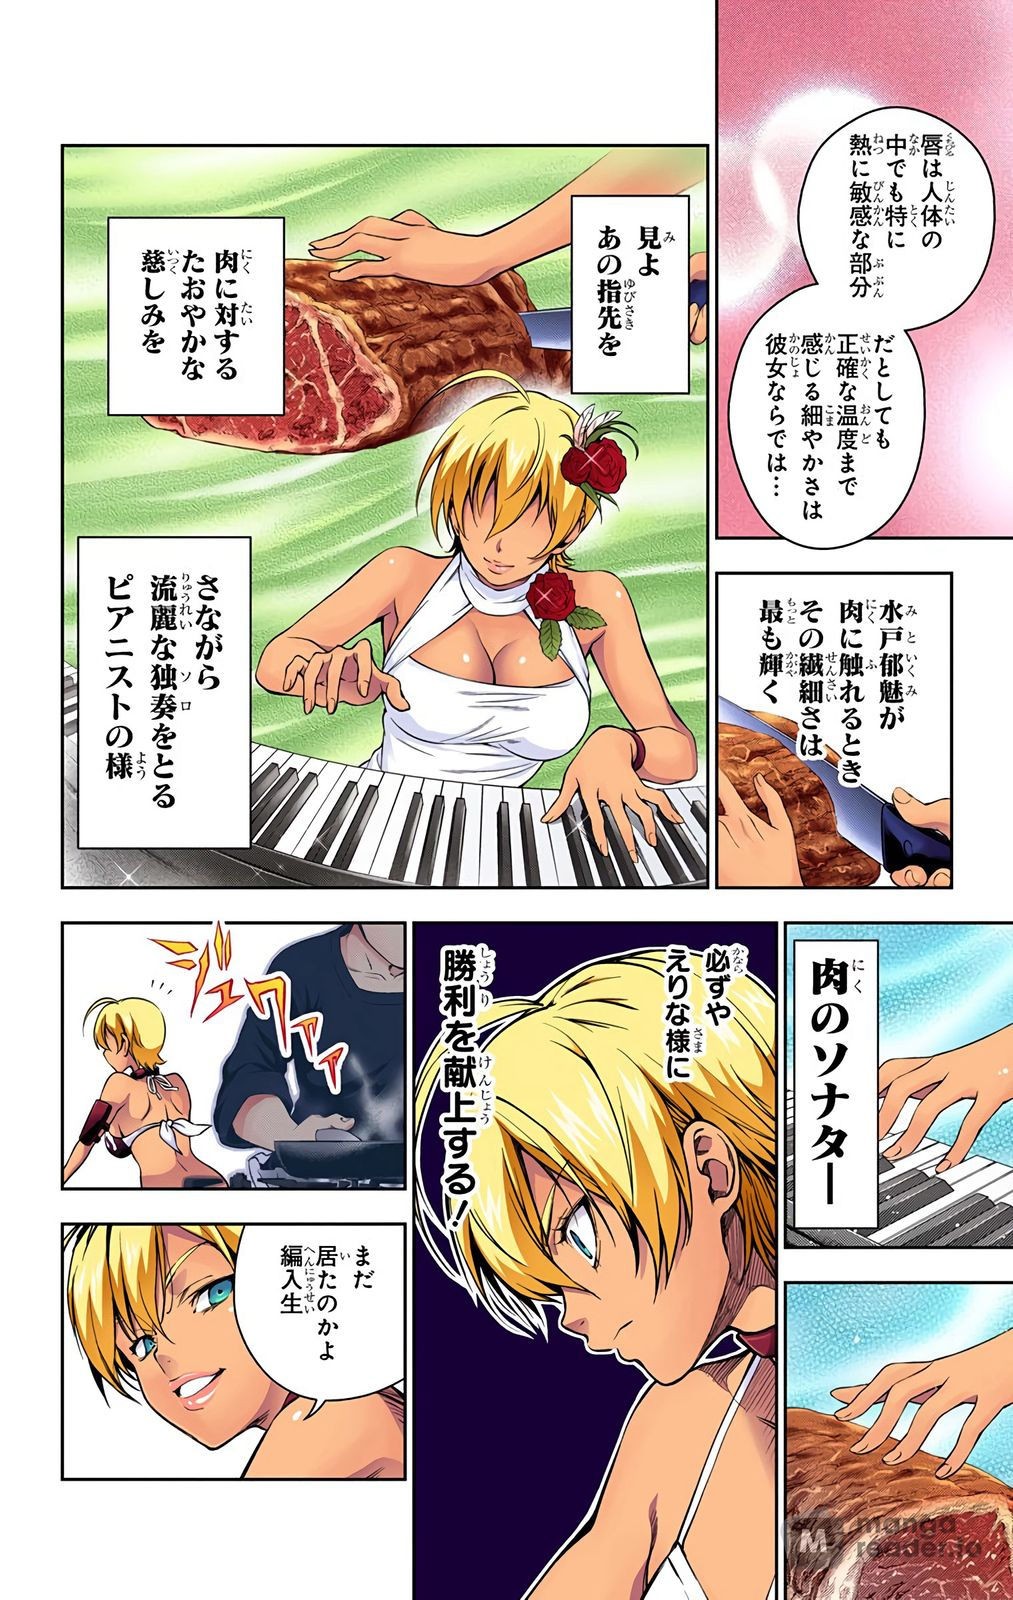 唇は人体の
中でも特に
熱に敏感な部分
だとしても
正確な温度まで
感じる細やかさは
彼女ならでは…
水戸郁魅が
肉に触れるとき
その繊細さは
最も輝く
見よ
あの指先を
肉に対する
たおやかな
慈しみを
さながら
流麗な独奏をとる
ピアニストの様
肉のソナタ―
必ずや
えりな様に
勝利を献上する!
ジュワァァ
まだ
居たのかよ
編入生
manga
reader.io